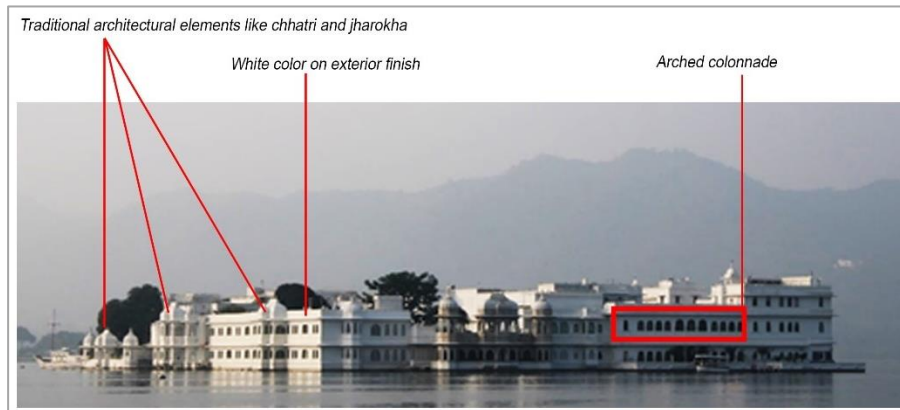 Traditional architectural elements like chhatri and jharokha
White color on exterior finish
Arched colonnade